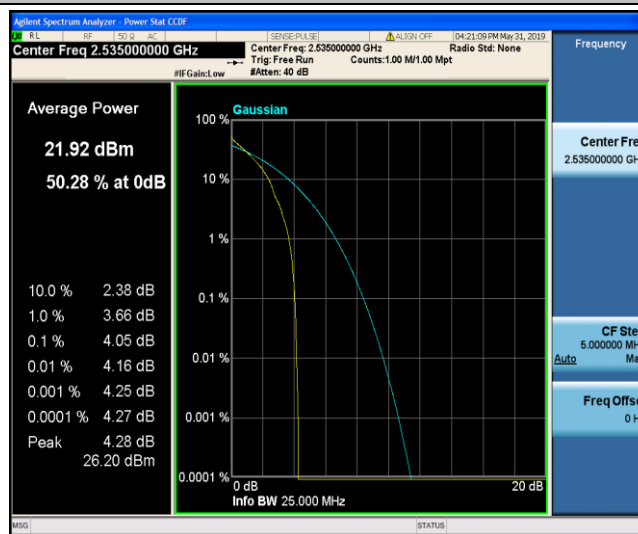 Agilent Spectrum Analyzer - Power Stat CCDF
RL RF 50 Ω AC SENSE:PULSE ALIGN OFF 04:21:09 PM May 31, 2019
Center Freq 2.535000000 GHz Center Freq: 2.535000000 GHz Radio Std: None Frequency
Trig: Free Run Counts:1.00 M/1.00 Mpt
#IFGain:Low #Atten: 40 dB
Average Power
Gaussian
100 %
21.92 dBm
Center Fre
2.535000000 GH
50.28 % at 0dB
10 %
1 %
10.0 % 2.38 dB
1.0 % 3.66 dB
0.1 % 4.05 dB
0.01 % 4.16 dB
0.001 % 4.25 dB
0.0001 % 4.27 dB
Peak 4.28 dB
26.20 dBm
0.1 %
0.01 %
0.001 %
0.0001 %
0 dB 20 dB
Info BW 25.000 MHz
CF Ste
5.000000 MH
Auto Ma
Freq Offse
0 H
MSG STATUS